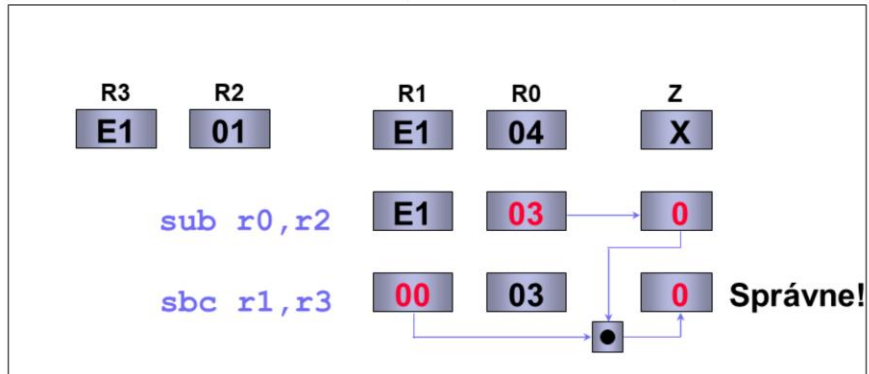 R3 R2 R1 R0 Z
E1 01 E1 04 X
sub r0,r2 E1 03 0
sbc r1,r3 00 03 0 Správne!